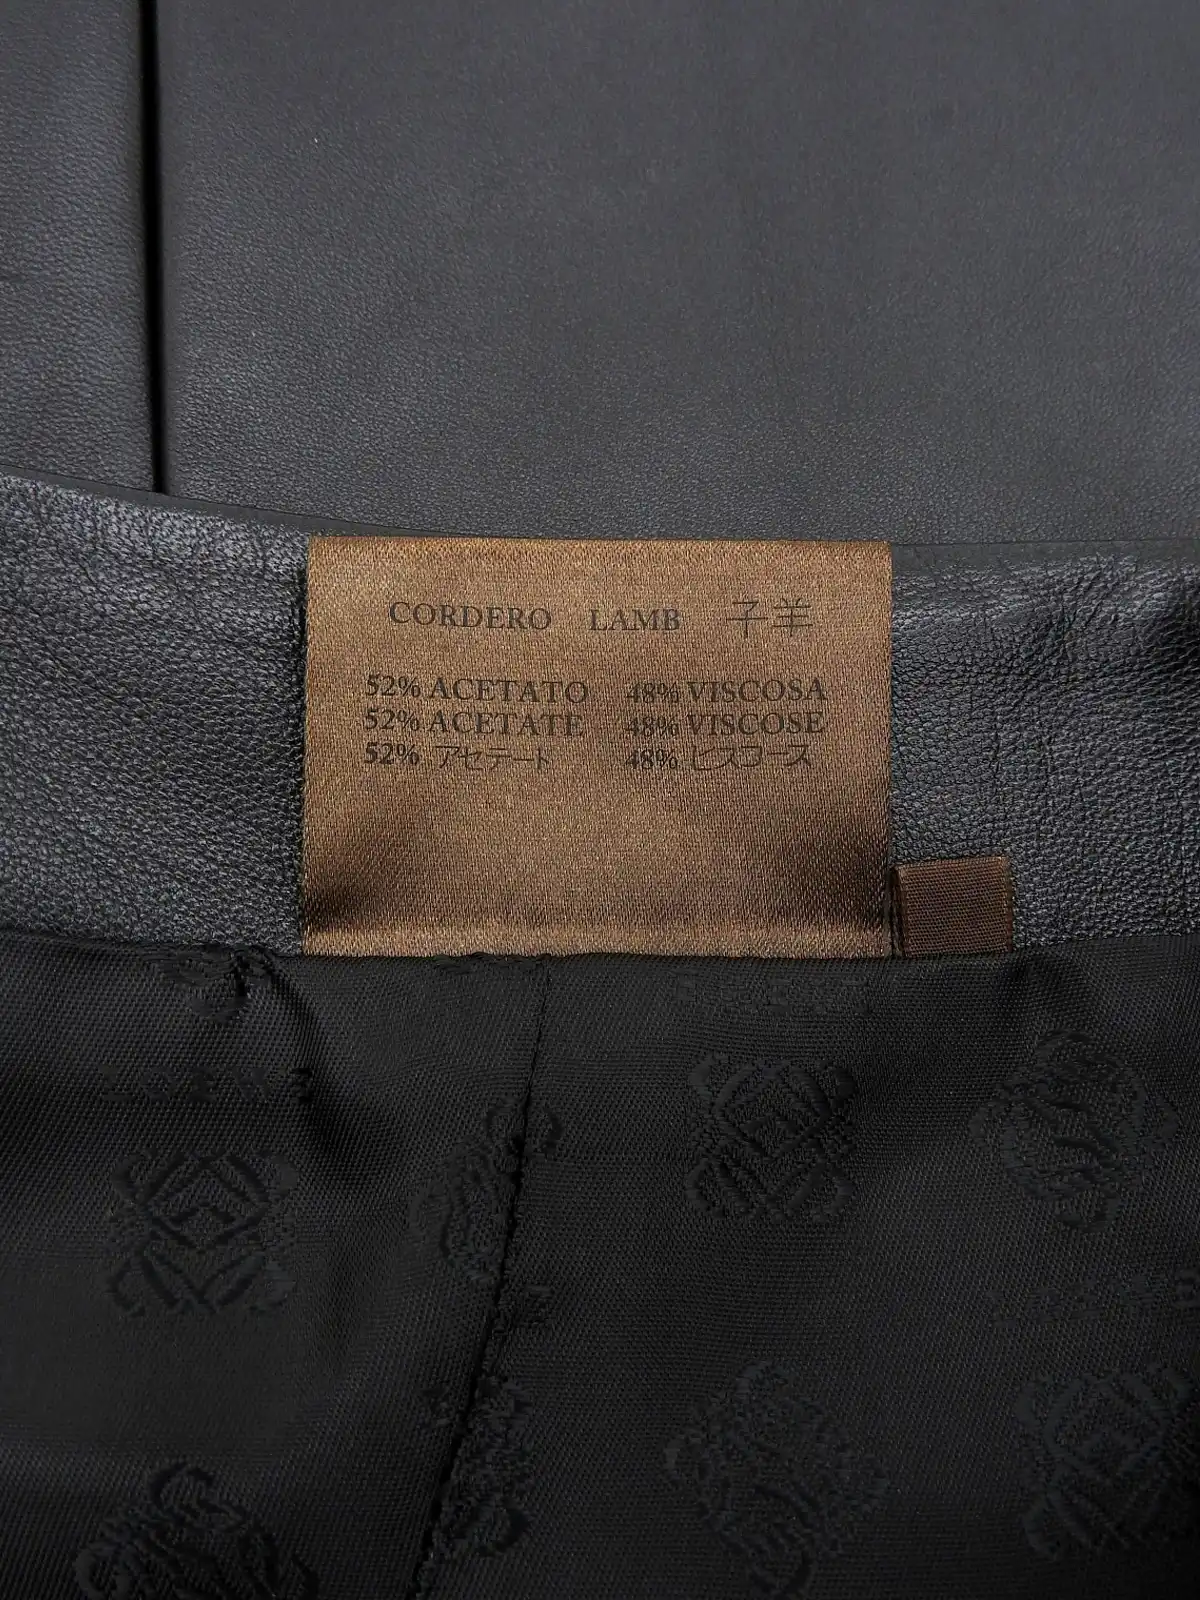 CORDERO LAMB 子羊
52% ACETATO 48% VISCOSA
52% ACETATE 48% VISCOSE
52% アセテート 48% ビスコース
LOEWE